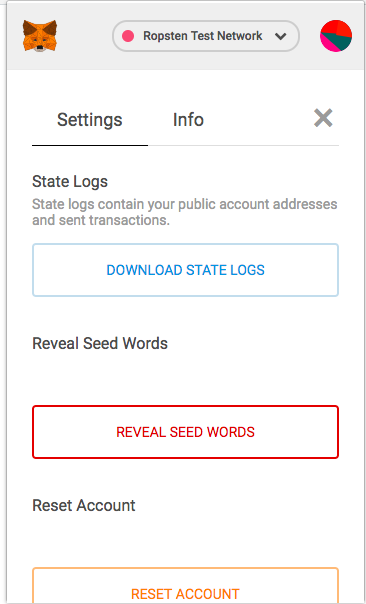 Ropsten Test Network
Settings
Info
State Logs
State logs contain your public account addresses
and sent transactions.
DOWNLOAD STATE LOGS
Reveal Seed Words
REVEAL SEED WORDS
Reset Account
RESET ACCOUNT